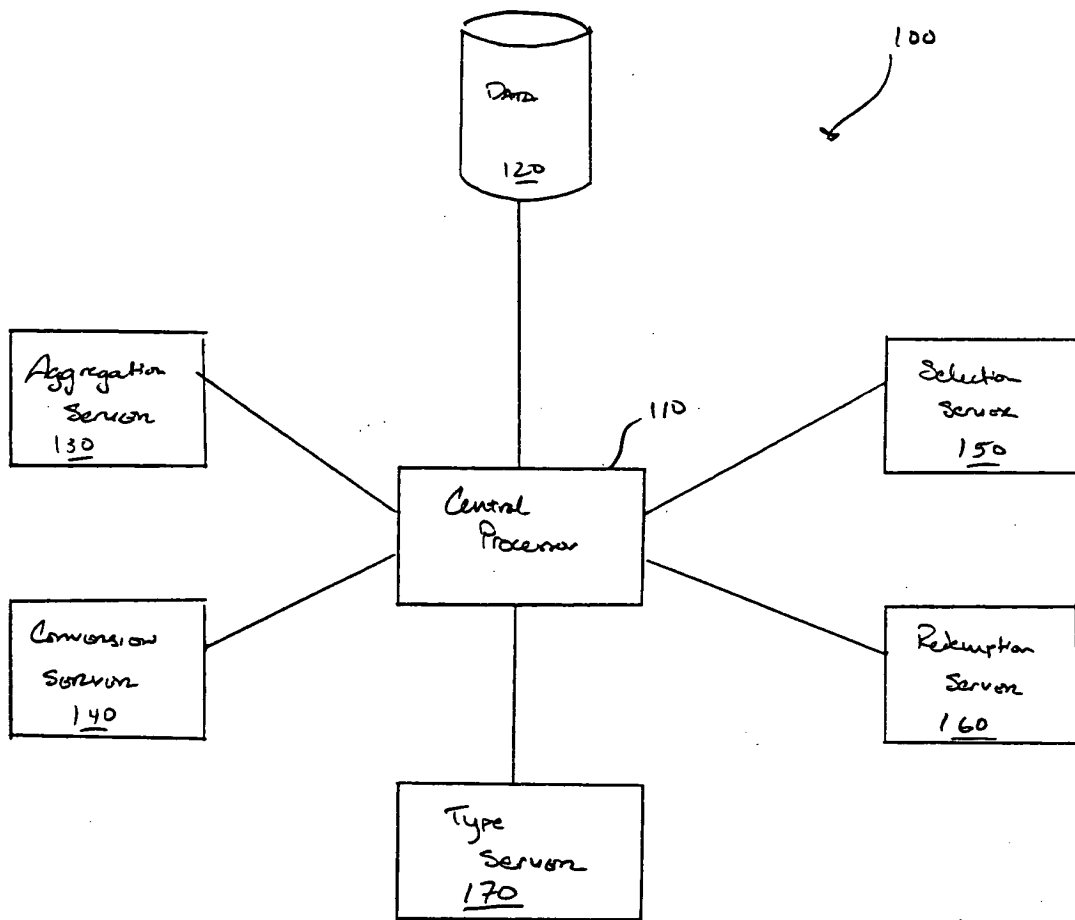 100
DATA
120
Aggregation
Server
130
Selection
Server
150
110
Central
Processor
Conversion
Server
140
Redemption
Server
160
Type
Server
170